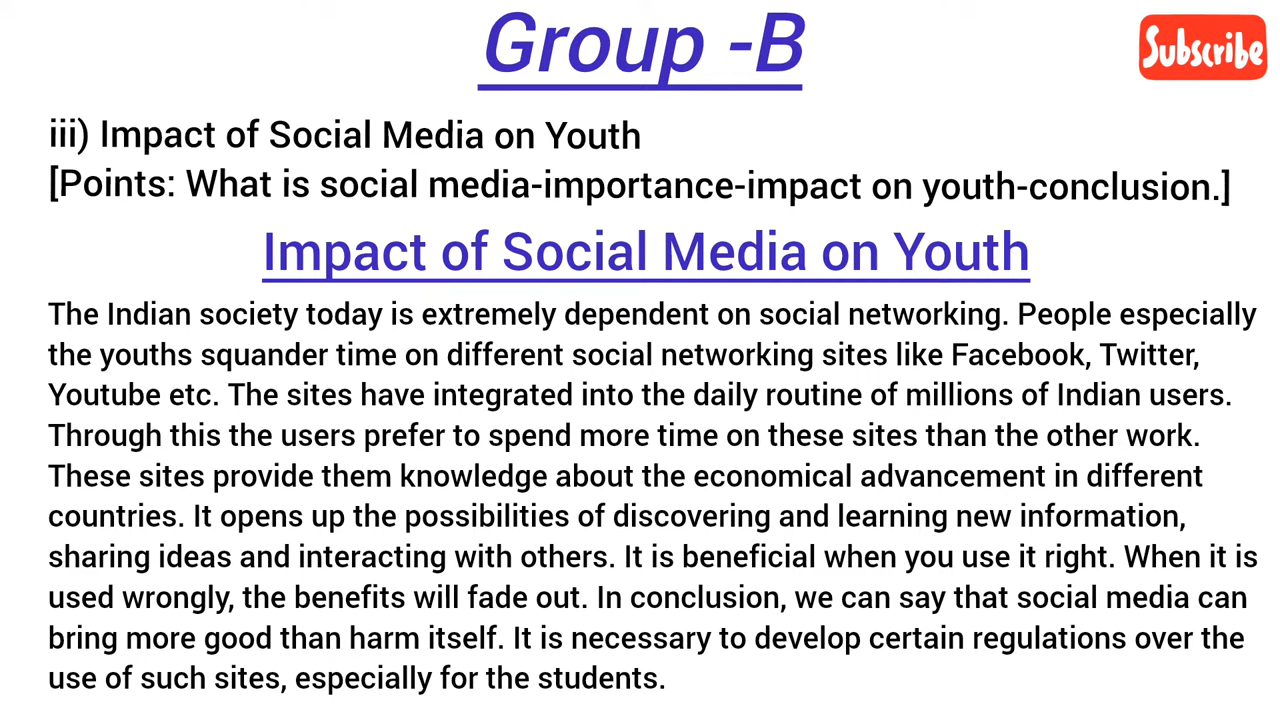 Group -B
Subscribe
iii) Impact of Social Media on Youth
[Points: What is social media-importance-impact on youth-conclusion.]
Impact of Social Media on Youth
The Indian society today is extremely dependent on social networking. People especially
the youths squander time on different social networking sites like Facebook, Twitter,
Youtube etc. The sites have integrated into the daily routine of millions of Indian users.
Through this the users prefer to spend more time on these sites than the other work.
These sites provide them knowledge about the economical advancement in different
countries. It opens up the possibilities of discovering and learning new information,
sharing ideas and interacting with others. It is beneficial when you use it right. When it is
used wrongly, the benefits will fade out. In conclusion, we can say that social media can
bring more good than harm itself. It is necessary to develop certain regulations over the
use of such sites, especially for the students.